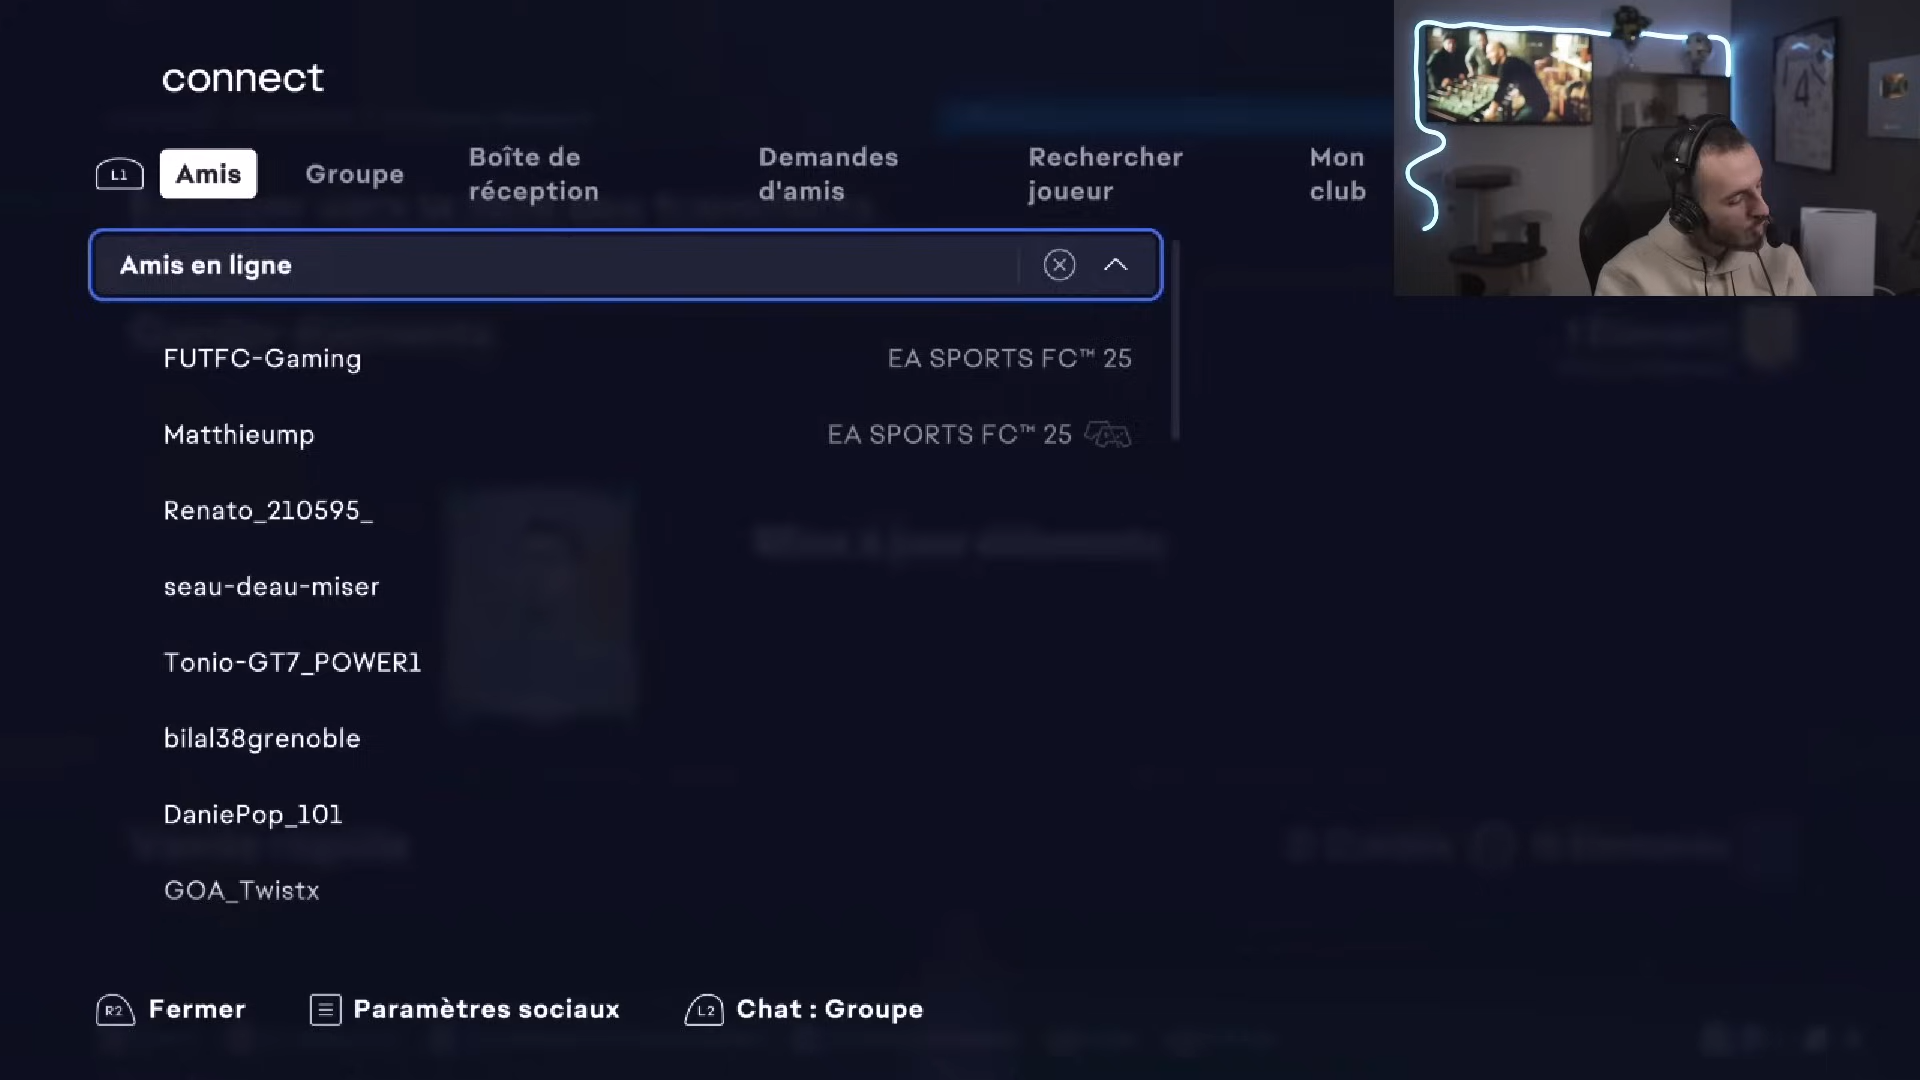 connect
L1 Amis Groupe Boîte de réception Demandes d'amis Rechercher joueur Mon club
Amis en ligne
FUTFC-Gaming EA SPORTS FC™ 25
Matthieump EA SPORTS FC™ 25
Renato_210595_
seau-deau-miser
Tonio-GT7_POWER1
bilal38grenoble
DaniePop_101
GOA_Twistx
R2 Fermer Paramètres sociaux L2 Chat : Groupe
4